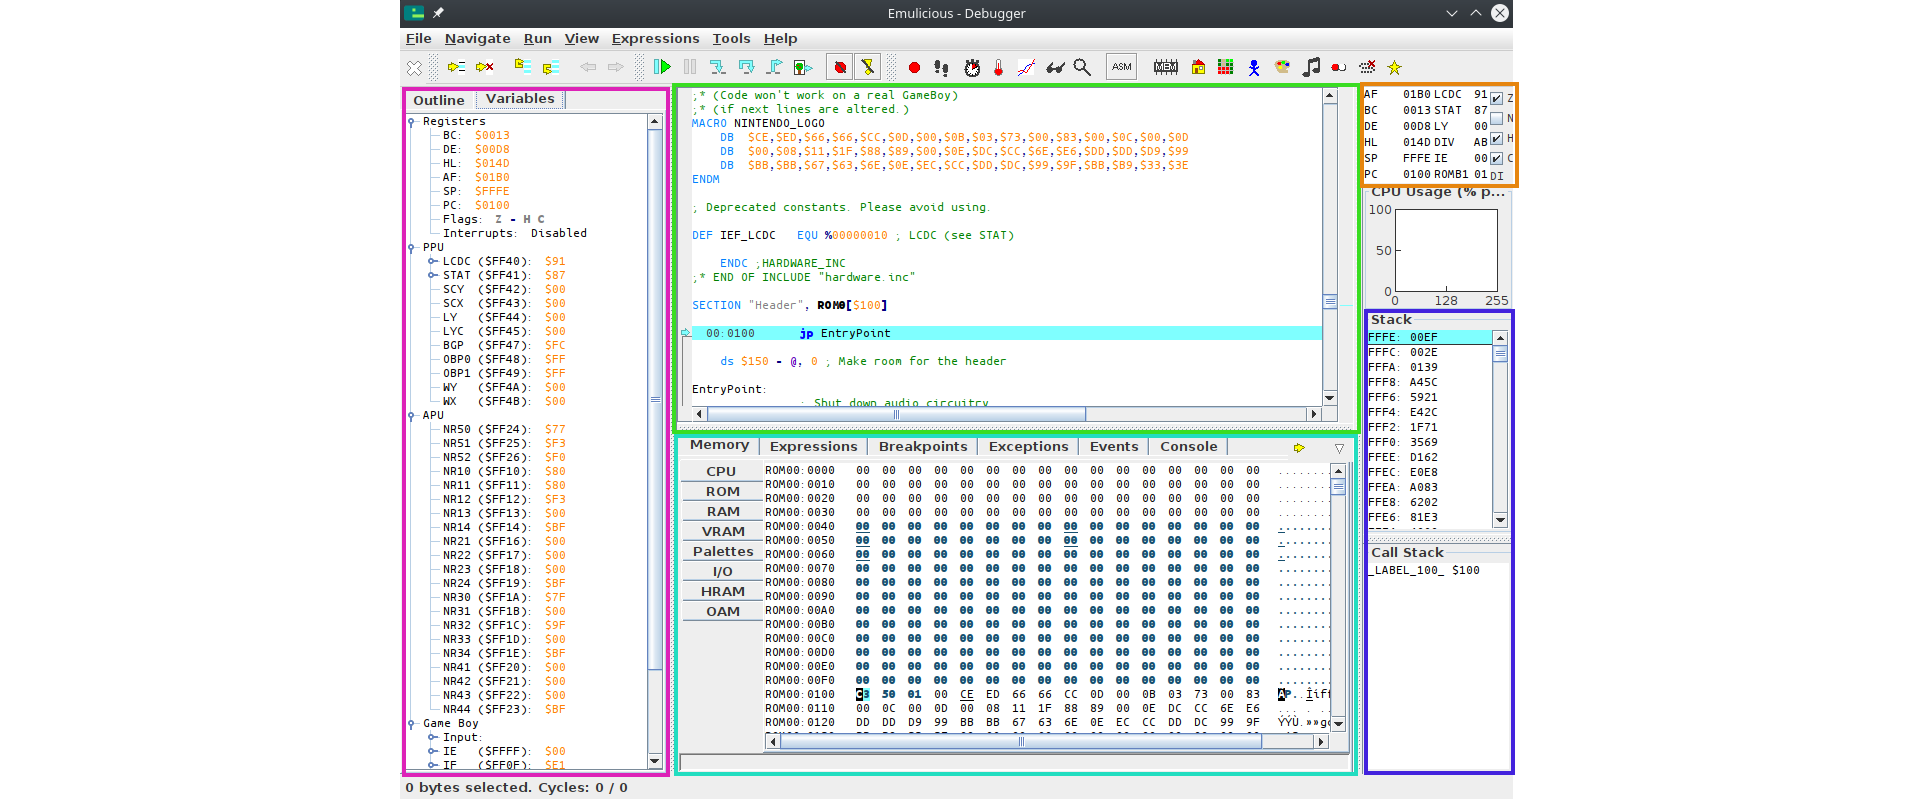 Emulicious - Debugger
File Navigate Run View Expressions Tools Help
ASM MEM
Outline Variables
Registers
BC: $0013
DE: $00D8
HL: $014D
AF: $01B0
SP: $FFFE
PC: $0100
Flags: Z - H C
Interrupts: Disabled
PPU
LCDC ($FF40): $91
STAT ($FF41): $87
SCY ($FF42): $00
SCX ($FF43): $00
LY ($FF44): $00
LYC ($FF45): $00
BGP ($FF47): $FC
OBP0 ($FF48): $FF
OBP1 ($FF49): $FF
WY ($FF4A): $00
WX ($FF4B): $00
APU
NR50 ($FF24): $77
NR51 ($FF25): $F3
NR52 ($FF26): $F0
NR10 ($FF10): $80
NR11 ($FF11): $80
NR12 ($FF12): $F3
NR13 ($FF13): $00
NR14 ($FF14): $BF
NR21 ($FF16): $00
NR22 ($FF17): $00
NR23 ($FF18): $00
NR24 ($FF19): $BF
NR30 ($FF1A): $7F
NR31 ($FF1B): $00
NR32 ($FF1C): $9F
NR33 ($FF1D): $00
NR34 ($FF1E): $BF
NR41 ($FF20): $00
NR42 ($FF21): $00
NR43 ($FF22): $00
NR44 ($FF23): $BF
Game Boy
Input:
IE ($FFFF): $00
IF ($FF0F): $E1
;* (Code won't work on a real GameBoy)
;* (if next lines are altered.)
MACRO NINTENDO_LOGO
DB $CE,$ED,$66,$66,$CC,$0D,$00,$0B,$03,$73,$00,$83,$00,$0C,$00,$0D
DB $00,$08,$11,$1F,$88,$89,$00,$0E,$DC,$CC,$6E,$E6,$DD,$DD,$D9,$99
DB $BB,$BB,$67,$63,$6E,$0E,$EC,$CC,$DD,$DC,$99,$9F,$BB,$B9,$33,$3E
ENDM
; Deprecated constants. Please avoid using.
DEF IEF_LCDC EQU %00000010 ; LCDC (see STAT)
ENDC ;HARDWARE_INC
;* END OF INCLUDE "hardware.inc"
SECTION "Header", ROM0[$100]
00:0100 jp EntryPoint
ds $150 - @, 0 ; Make room for the header
EntryPoint:
; Shut down audio circuitry
Memory Expressions Breakpoints Exceptions Events Console
CPU
ROM
RAM
VRAM
Palettes
I/O
HRAM
OAM
ROM00:0000 00 00 00 00 00 00 00 00 00 00 00 00 00 00 00 00 ........
ROM00:0010 00 00 00 00 00 00 00 00 00 00 00 00 00 00 00 00 ........
ROM00:0020 00 00 00 00 00 00 00 00 00 00 00 00 00 00 00 00 ........
ROM00:0030 00 00 00 00 00 00 00 00 00 00 00 00 00 00 00 00 ........
ROM00:0040 00 00 00 00 00 00 00 00 00 00 00 00 00 00 00 00 ........
ROM00:0050 00 00 00 00 00 00 00 00 00 00 00 00 00 00 00 00 ........
ROM00:0060 00 00 00 00 00 00 00 00 00 00 00 00 00 00 00 00 ........
ROM00:0070 00 00 00 00 00 00 00 00 00 00 00 00 00 00 00 00 ........
ROM00:0080 00 00 00 00 00 00 00 00 00 00 00 00 00 00 00 00 ........
ROM00:0090 00 00 00 00 00 00 00 00 00 00 00 00 00 00 00 00 ........
ROM00:00A0 00 00 00 00 00 00 00 00 00 00 00 00 00 00 00 00 ........
ROM00:00B0 00 00 00 00 00 00 00 00 00 00 00 00 00 00 00 00 ........
ROM00:00C0 00 00 00 00 00 00 00 00 00 00 00 00 00 00 00 00 ........
ROM00:00D0 00 00 00 00 00 00 00 00 00 00 00 00 00 00 00 00 ........
ROM00:00E0 00 00 00 00 00 00 00 00 00 00 00 00 00 00 00 00 ........
ROM00:00F0 00 00 00 00 00 00 00 00 00 00 00 00 00 00 00 00 ........
ROM00:0100 C3 50 01 00 CE ED 66 66 CC 0D 00 0B 03 73 00 83
ROM00:0110 00 0C 00 0D 00 08 11 1F 88 89 00 0E DC CC 6E E6
ROM00:0120 DD DD D9 99 BB BB 67 63 6E 0E EC CC DD DC 99 9F ÝÝÙ.»»g
AF 01B0 LCDC 91 Z
BC 0013 STAT 87 N
DE 00D8 LY 00
HL 014D DIV AB H
SP FFFE IE 00 C
PC 0100 ROMB1 01 DI
CPU Usage (% p...
100
50
0
0 128 255
Stack
FFFE: 00EF
FFFC: 002E
FFFA: 0139
FFF8: A45C
FFF6: 5921
FFF4: E42C
FFF2: 1F71
FFF0: 3569
FFEE: D162
FFEC: E0E8
FFEA: A083
FFE8: 6202
FFE6: 81E3
Call Stack
_LABEL_100_ $100
0 bytes selected. Cycles: 0 / 0